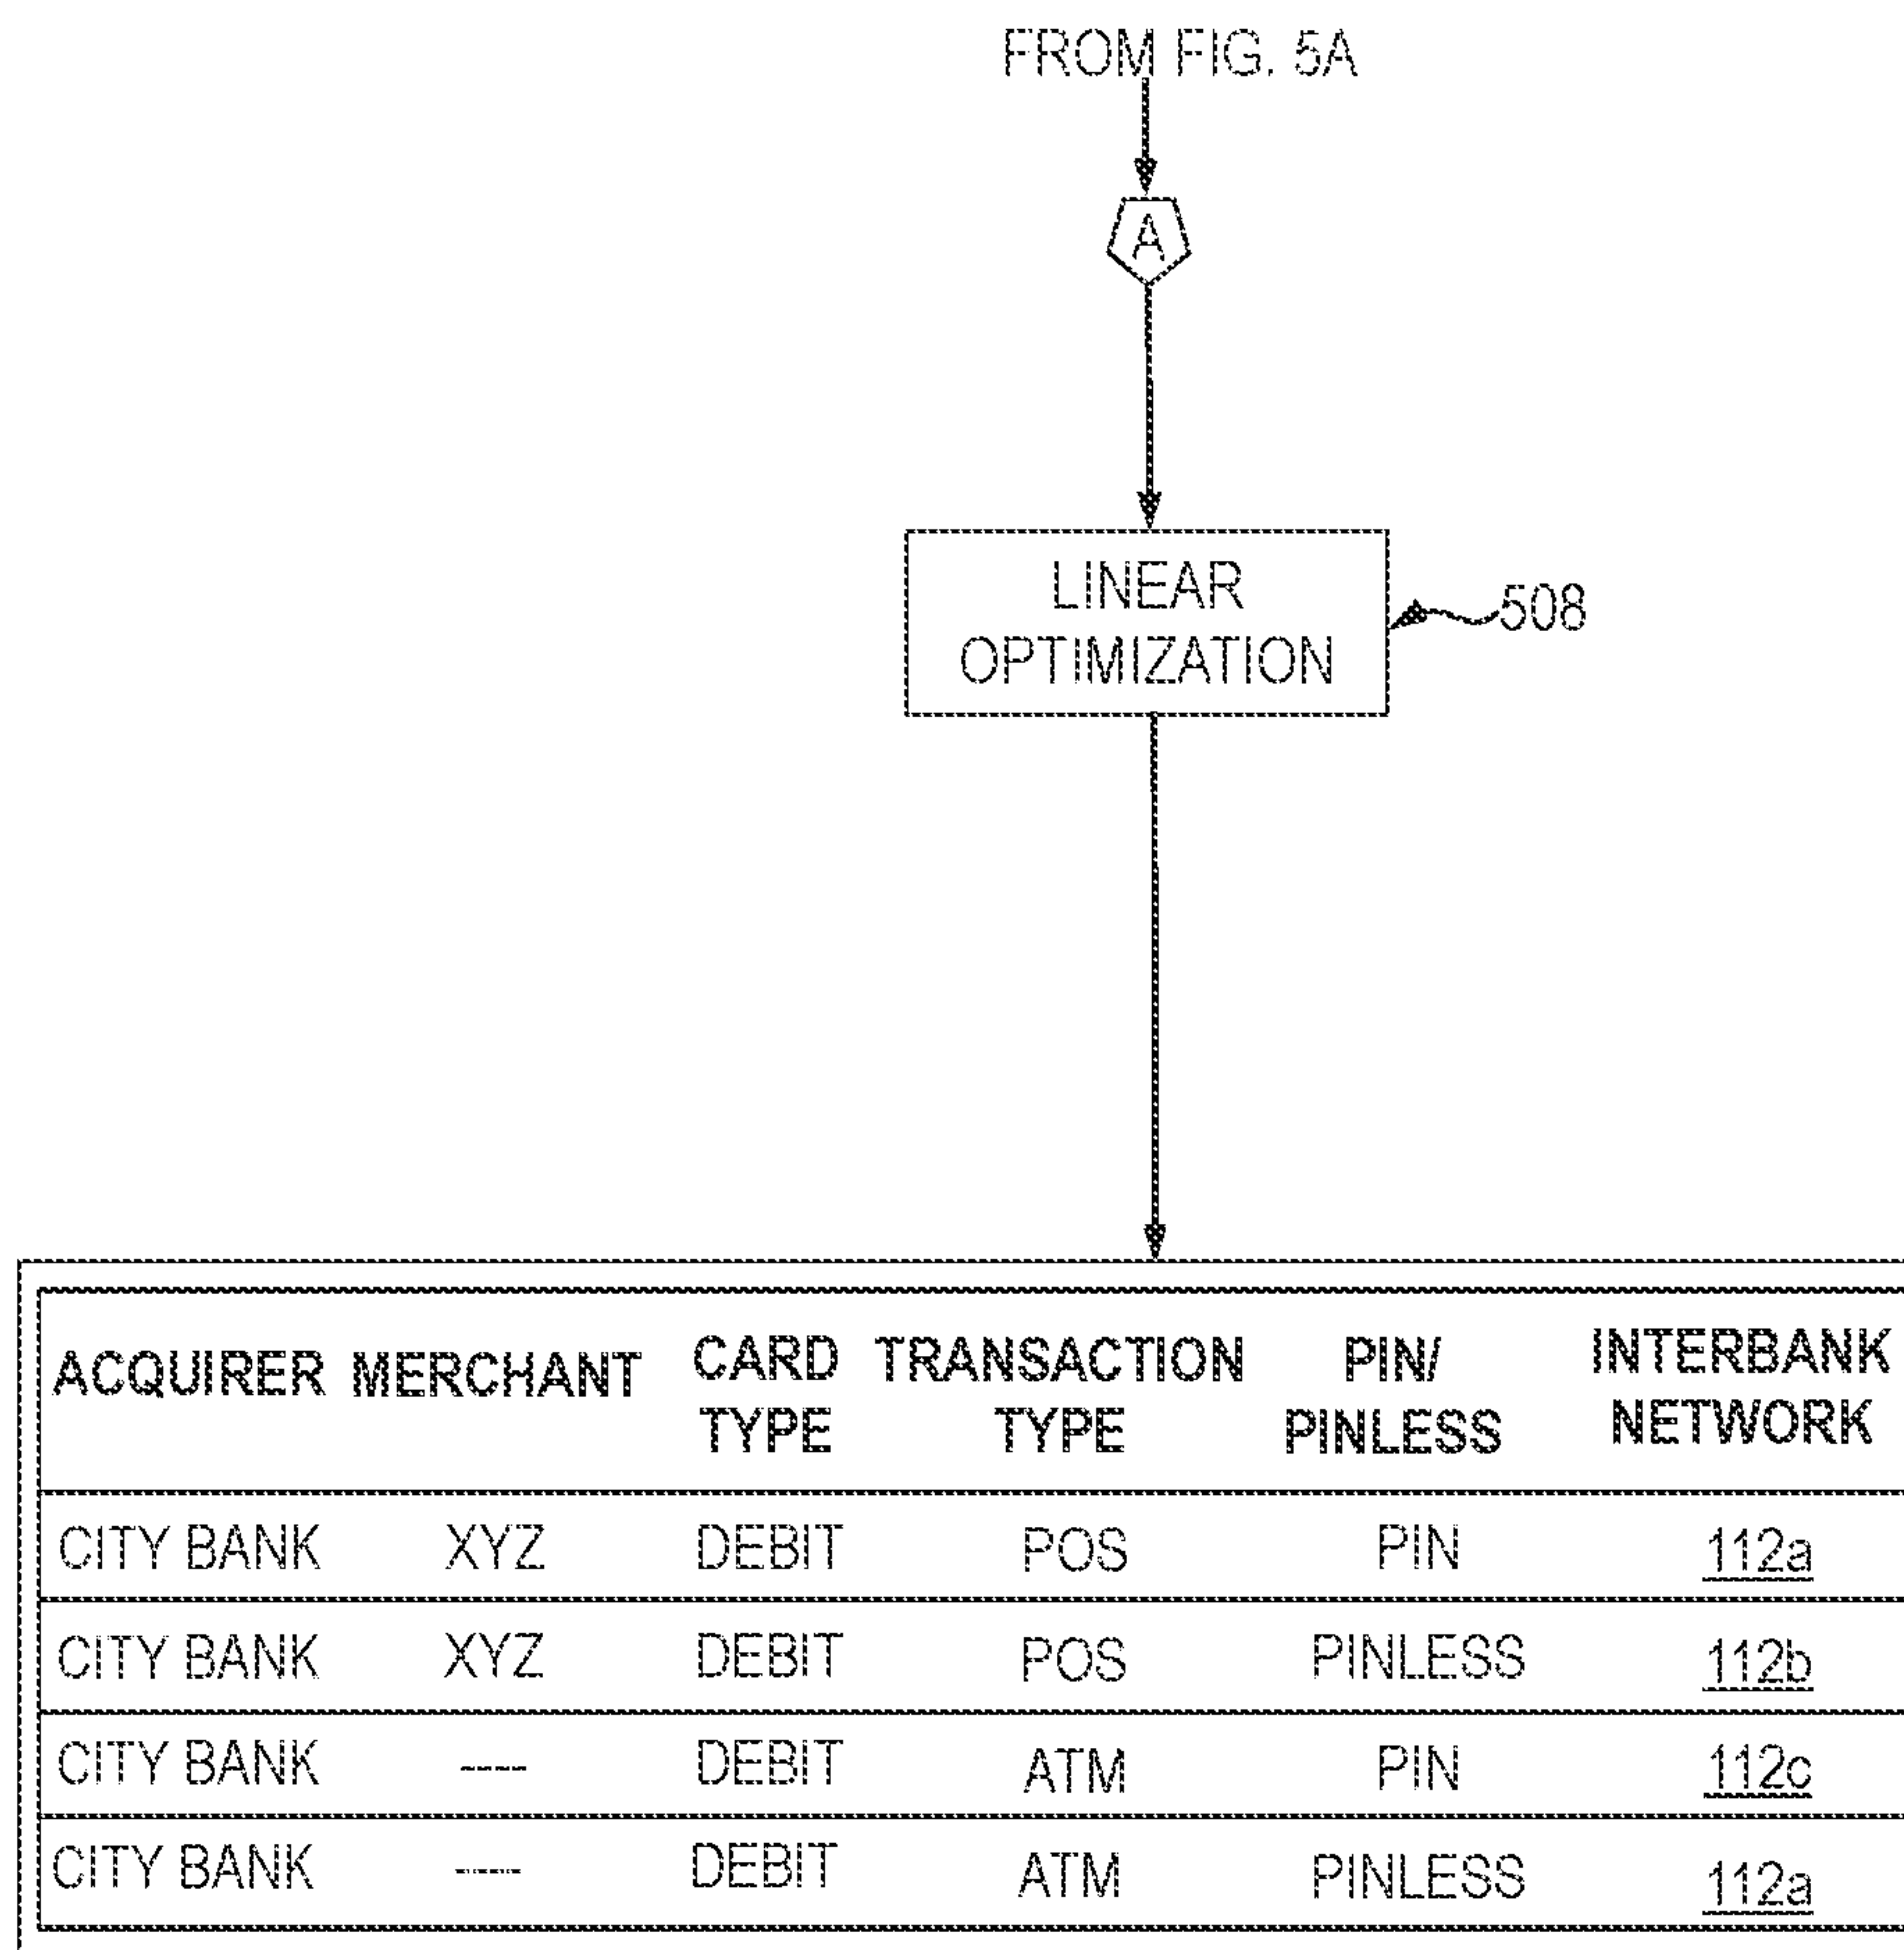 FROM FIG. 5A
A
LINEAR
OPTIMIZATION
508
ACQUIRER MERCHANT CARD TYPE TRANSACTION TYPE PIN/ PINLESS INTERBANK NETWORK
CITY BANK XYZ DEBIT POS PIN 112a
CITY BANK XYZ DEBIT POS PINLESS 112b
CITY BANK ---- DEBIT ATM PIN 112c
CITY BANK ---- DEBIT ATM PINLESS 112a